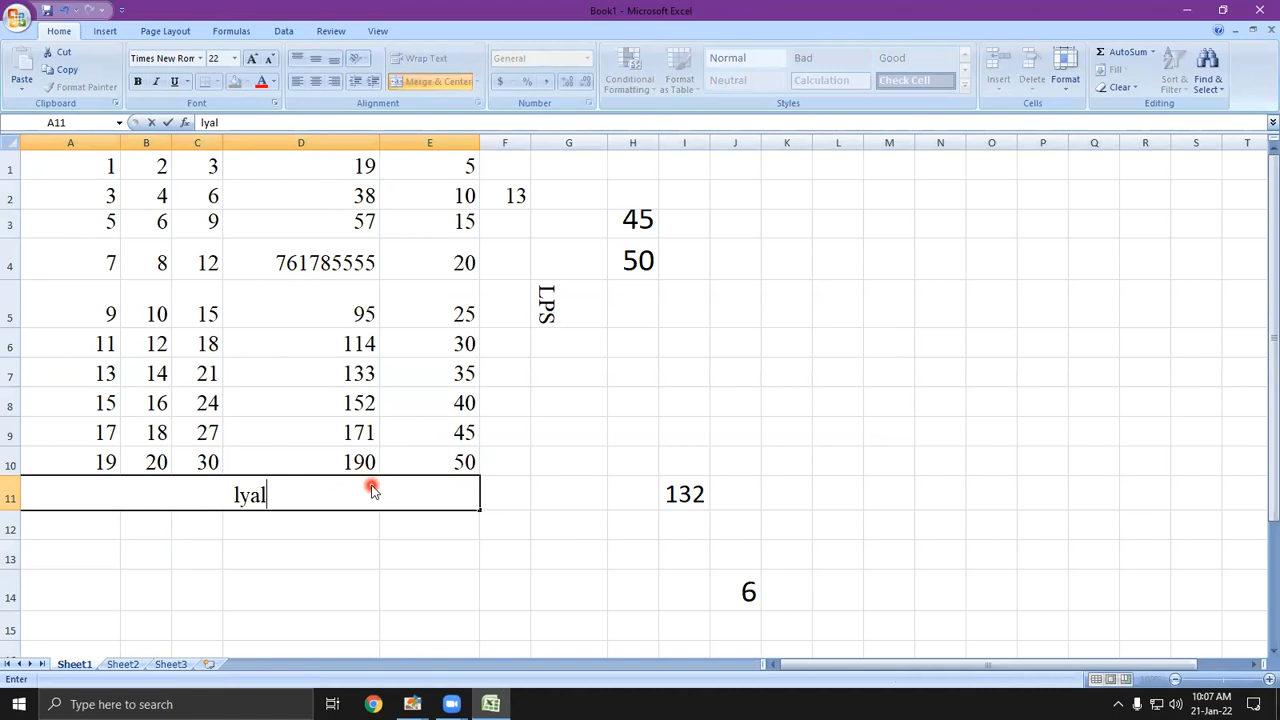 Book1 - Microsoft Excel
Home Insert Page Layout Formulas Data Review View
Paste Cut Copy Format Painter Clipboard
Times New Rom 22 B I U A Font
Wrap Text Merge & Center Alignment
General $ % , Number
Conditional Formatting Format as Table Normal Bad Good Neutral Calculation Check Cell Styles
Insert Delete Format Cells
AutoSum Fill Clear Sort & Filter Find & Select Editing
A11 fx lyal
A B C D E F G H I J K L M N O P Q R S T
1 1 2 3 19 5
2 3 4 6 38 10 13
3 5 6 9 57 15 45
4 7 8 12 761785555 20 50
5 9 10 15 95 25 LPS
6 11 12 18 114 30
7 13 14 21 133 35
8 15 16 24 152 40
9 17 18 27 171 45
10 19 20 30 190 50
11 lyal 132
12
13
14 6
15
Sheet1 Sheet2 Sheet3
Enter
Type here to search
10:07 AM
21-Jan-22